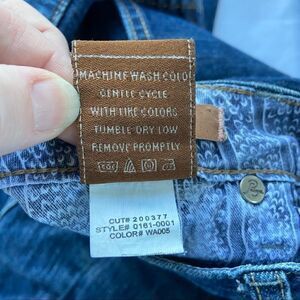 MACHINE WASH COLD
GENTLE CYCLE
WITH LIKE COLORS
TUMBLE DRY LOW
REMOVE PROMPTLY
CUT# 200377
STYLE# 0161-0001
COLOR# WA005